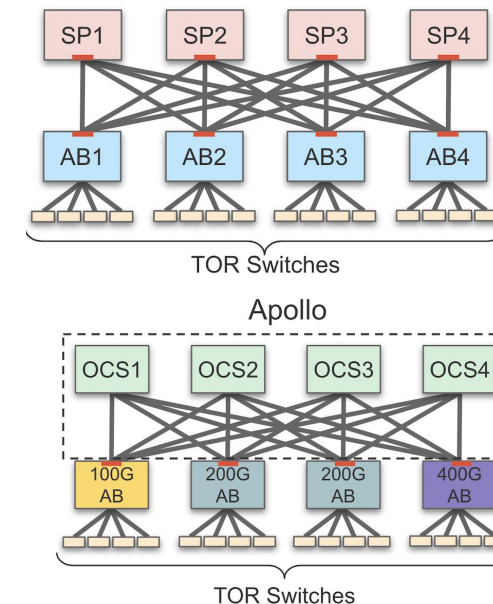 SP1 SP2 SP3 SP4
AB1 AB2 AB3 AB4
TOR Switches
Apollo
OCS1 OCS2 OCS3 OCS4
100G 200G 200G 400G
AB AB AB AB
TOR Switches